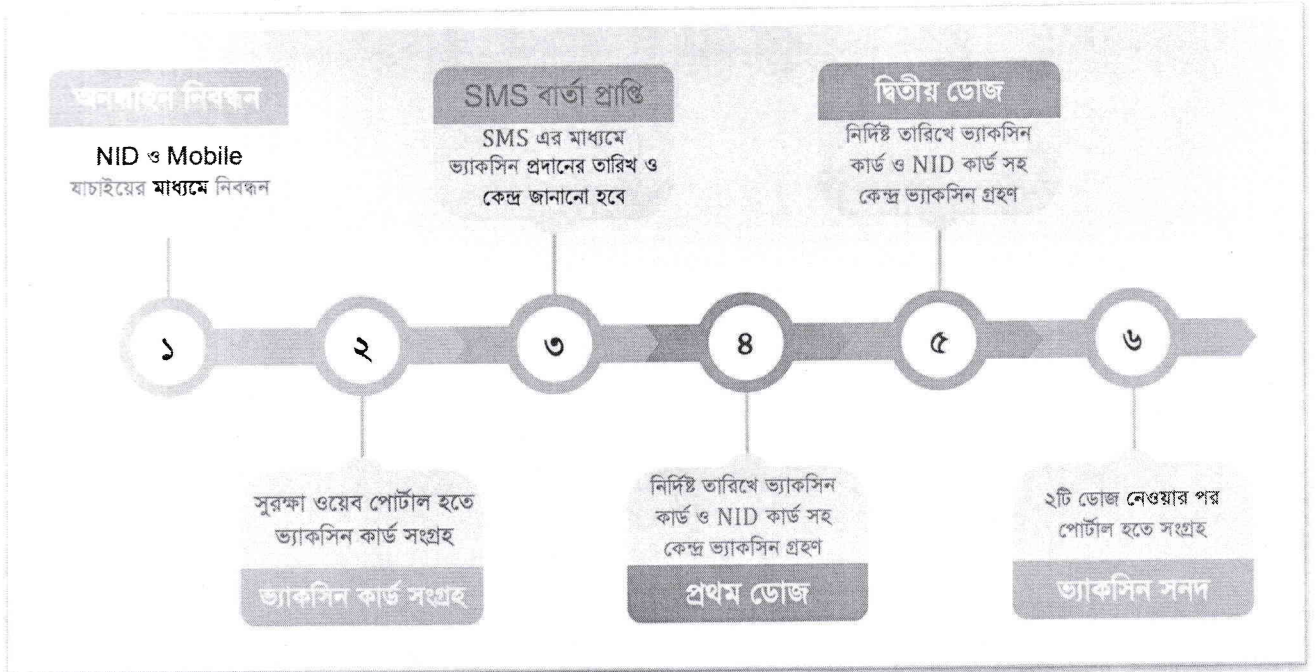 অনলাইন নিবন্ধন
NID ও Mobile
যাচাইয়ের মাধ্যমে নিবন্ধন
১
২
সুরক্ষা ওয়েব পোর্টাল হতে
ভ্যাকসিন কার্ড সংগ্রহ
ভ্যাকসিন কার্ড সংগ্রহ
SMS বার্তা প্রাপ্তি
SMS এর মাধ্যমে
ভ্যাকসিন প্রদানের তারিখ ও
কেন্দ্র জানানো হবে
৩
৪
নির্দিষ্ট তারিখে ভ্যাকসিন
কার্ড ও NID কার্ড সহ
কেন্দ্র ভ্যাকসিন গ্রহণ
প্রথম ডোজ
দ্বিতীয় ডোজ
নির্দিষ্ট তারিখে ভ্যাকসিন
কার্ড ও NID কার্ড সহ
কেন্দ্র ভ্যাকসিন গ্রহণ
৫
৬
২টি ডোজ নেওয়ার পর
পোর্টাল হতে সংগ্রহ
ভ্যাকসিন সনদ